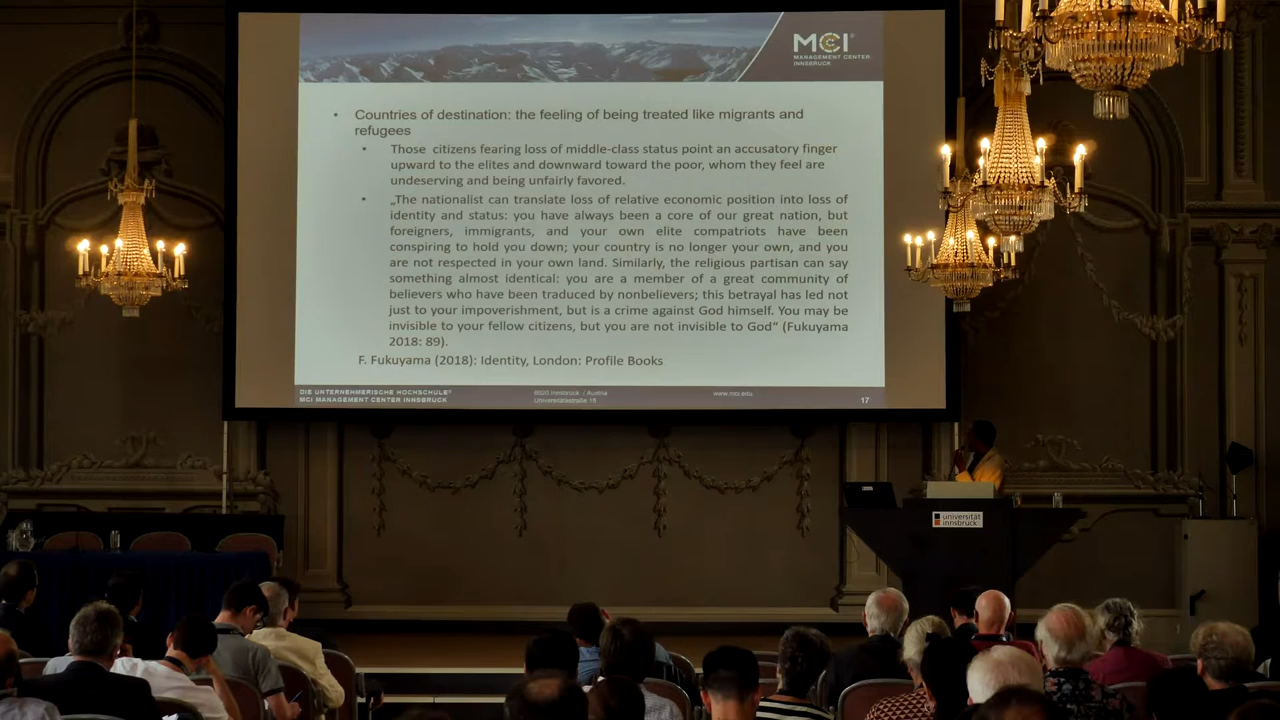 MCI®
MANAGEMENT CENTER
INNSBRUCK
• Countries of destination: the feeling of being treated like migrants and
refugees
• Those citizens fearing loss of middle-class status point an accusatory finger
upward to the elites and downward toward the poor, whom they feel are
undeserving and being unfairly favored.
• „The nationalist can translate loss of relative economic position into loss of
identity and status: you have always been a core of our great nation, but
foreigners, immigrants, and your own elite compatriots have been
conspiring to hold you down; your country is no longer your own, and you
are not respected in your own land. Similarly, the religious partisan can say
something almost identical: you are a member of a great community of
believers who have been traduced by nonbelievers; this betrayal has led not
just to your impoverishment, but is a crime against God himself. You may be
invisible to your fellow citizens, but you are not invisible to God“ (Fukuyama
2018: 89).
F. Fukuyama (2018): Identity, London: Profile Books
DIE UNTERNEHMERISCHE HOCHSCHULE®
MCI MANAGEMENT CENTER INNSBRUCK
6020 Innsbruck / Austria
Universitätsstraße 15
www.mci.edu
17
universität
innsbruck